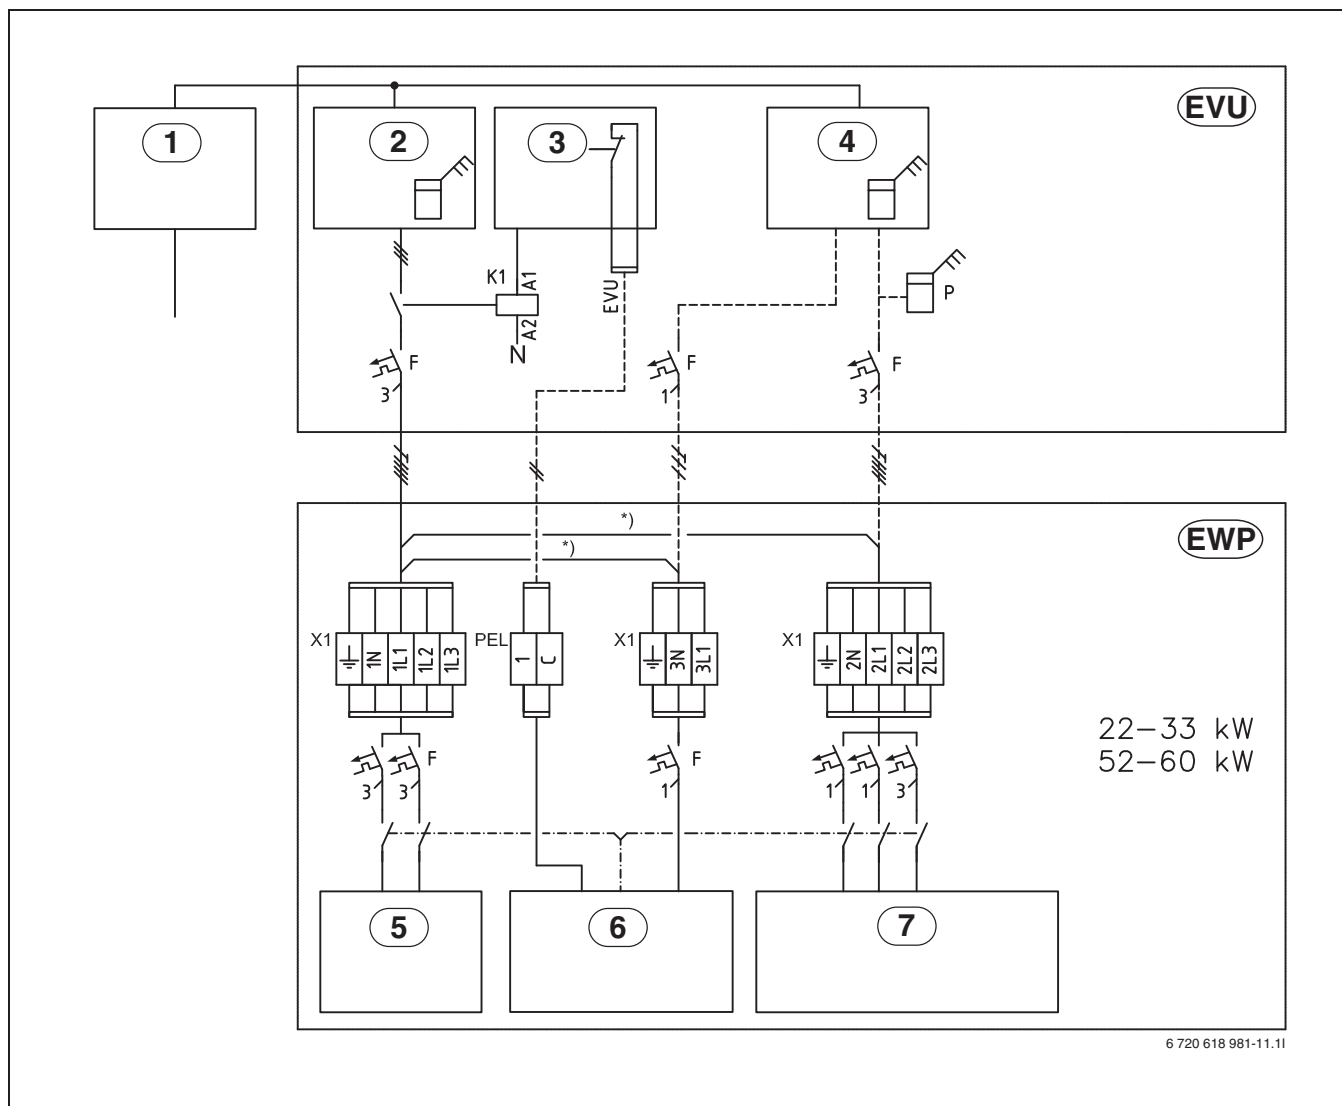 EVU
1
2
3
4
K1
A1
A2
N
EVU
P
F
3
F
1
F
3
*)
*)
EWP
X1
1N
1L1
1L2
1L3
PEL
1
C
X1
3N
3L1
X1
2N
2L1
2L2
2L3
22-33 kW
52-60 kW
F
3
3
F
1
1
1
3
5
6
7
6 720 618 981-11.1I